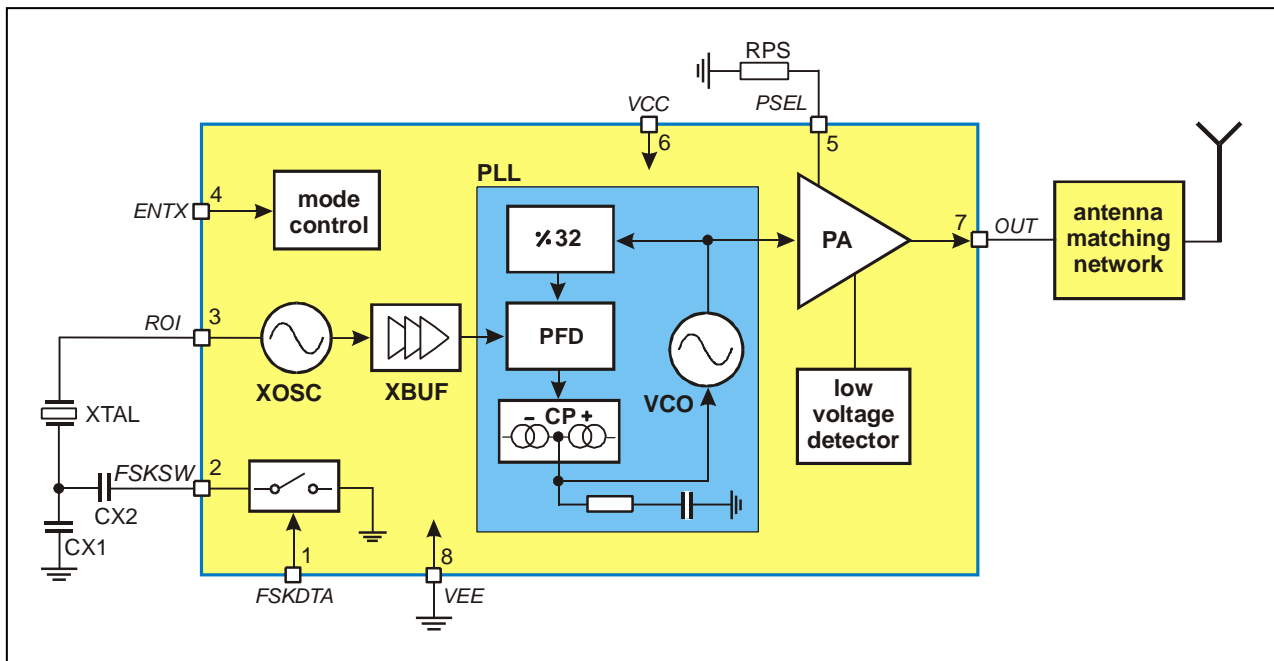 RPS
VCC
PSEL
6
5
PLL
4
ENTX
mode
control
٪32
PA
7
OUT
antenna
matching
network
3
ROI
XOSC
XBUF
PFD
VCO
low
voltage
detector
XTAL
- CP +
FSKSW
2
CX2
CX1
1
8
FSKDTA
VEE